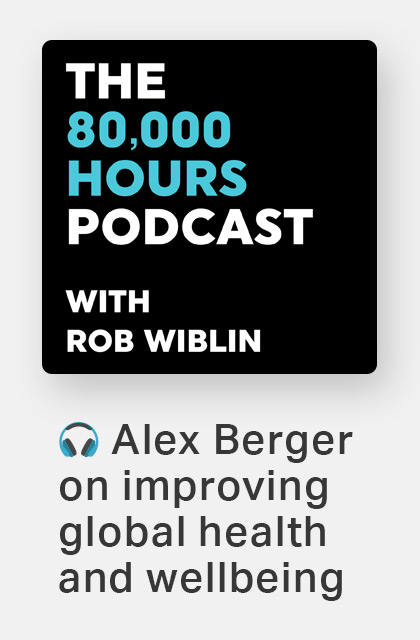 THE
80,000
HOURS
PODCAST
WITH
ROB WIBLIN
🎧 Alex Berger
on improving
global health
and wellbeing